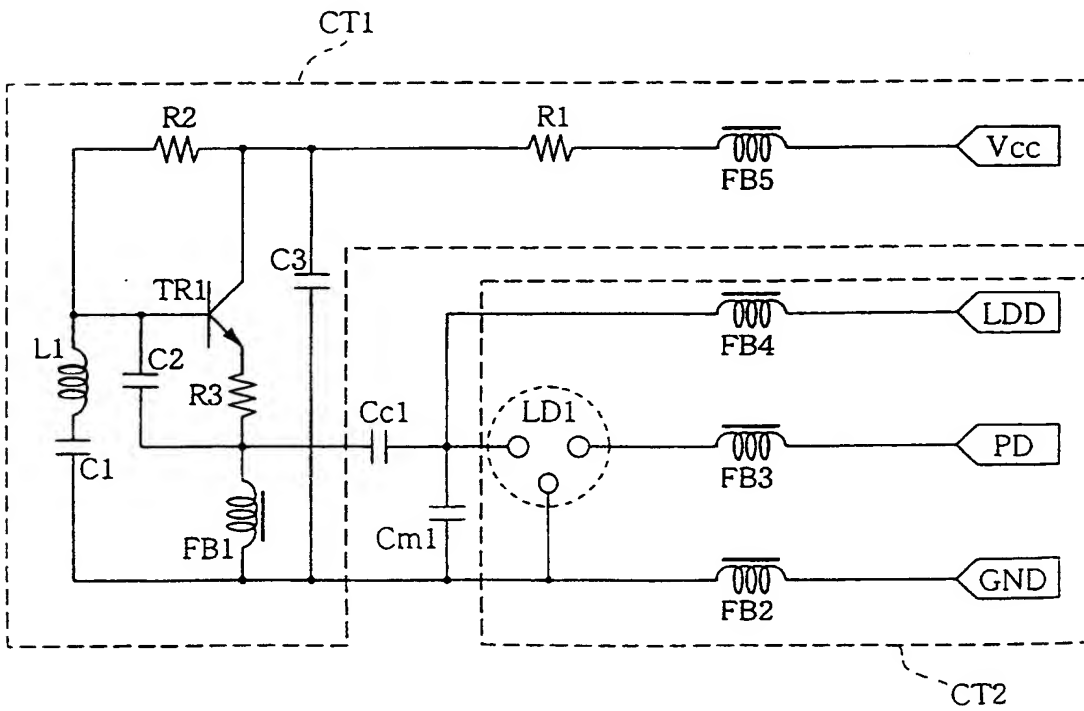 CT1
R2
R1
Vcc
FB5
C3
TR1
LDD
FB4
L1
C2
R3
Cc1
LD1
PD
C1
FB3
Cm1
FB1
GND
FB2
CT2